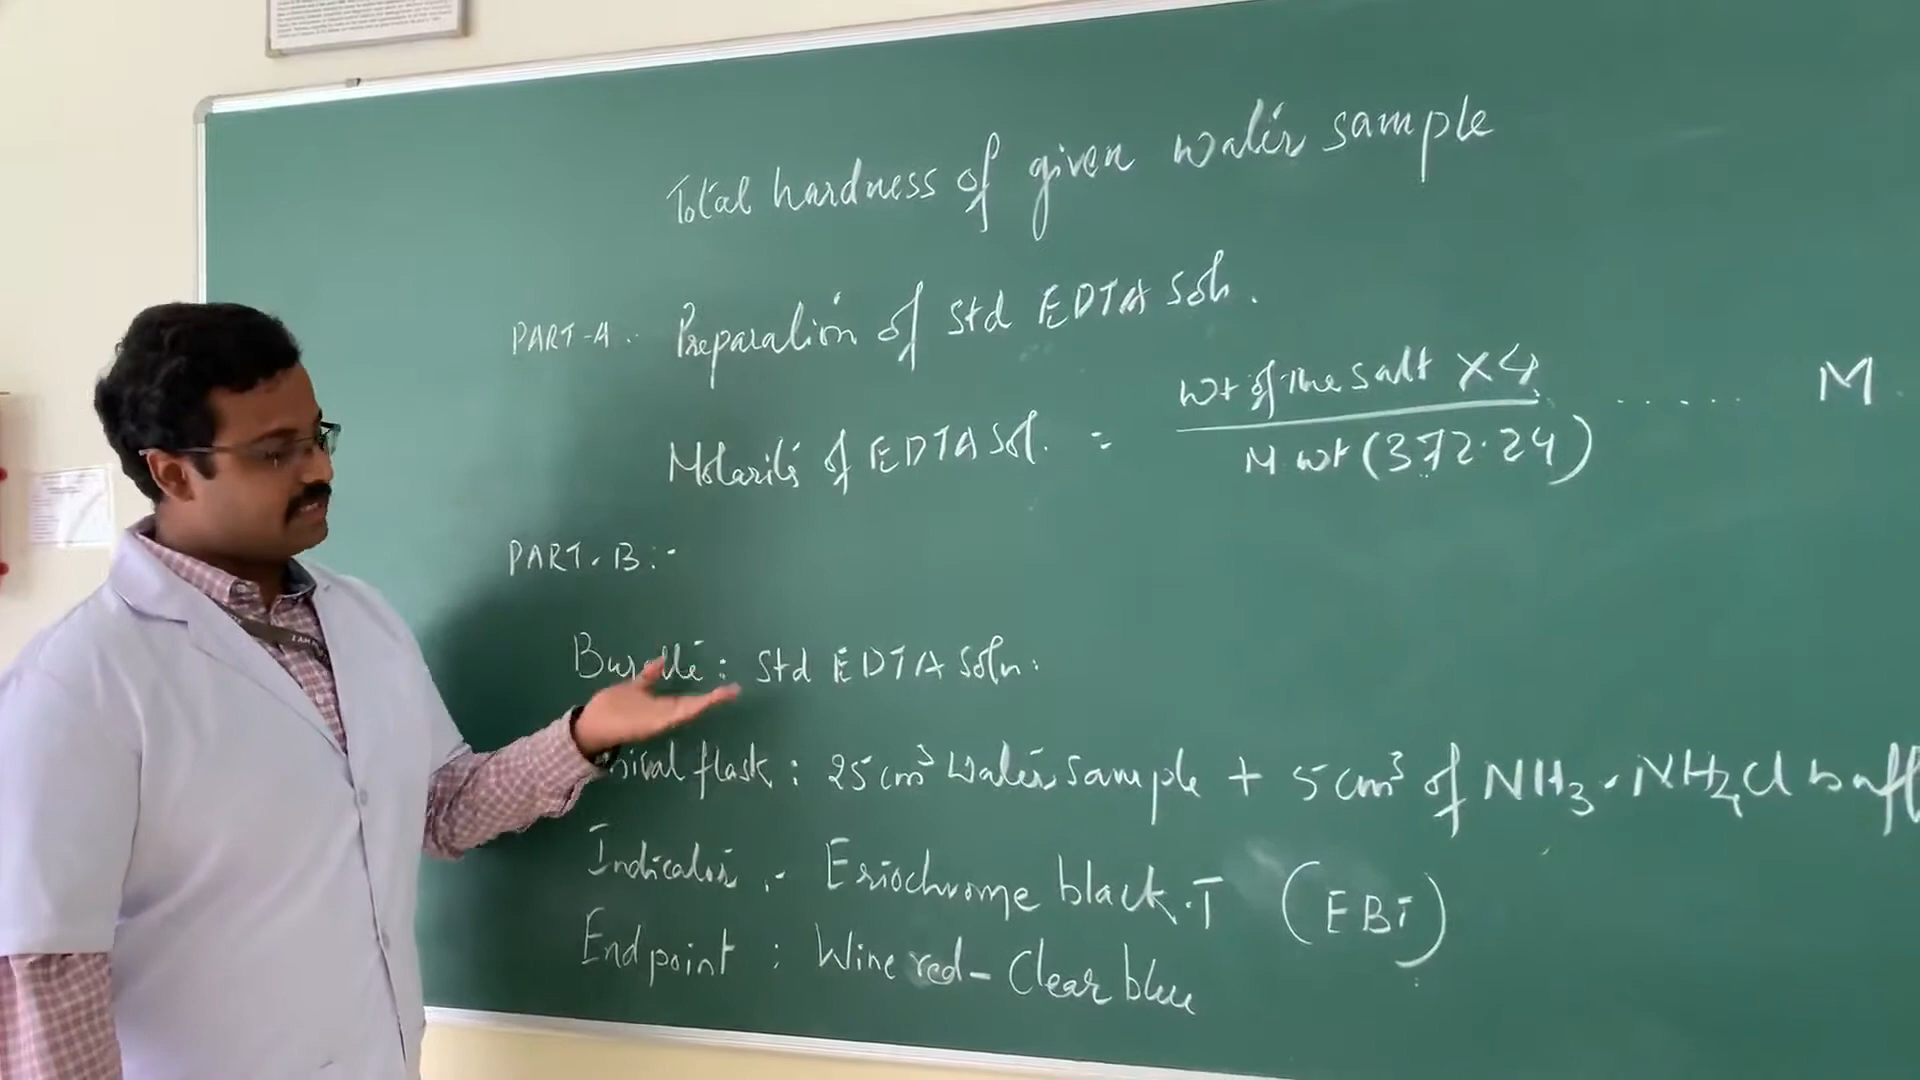 Total hardness of given water sample
PART-A :- Preparation of Std EDTA Soln.
Molarity of EDTA Sol. = Wt of the salt X4 / M wt (372.24) ..... M
PART-B :-
Burette : Std EDTA Soln.
nical flask : 25 cm³ water sample + 5 cm³ of NH₃-NH₄Cl buff
Indicator :- Eriochrome black-T (EBT)
End point : Wine red - Clear blue